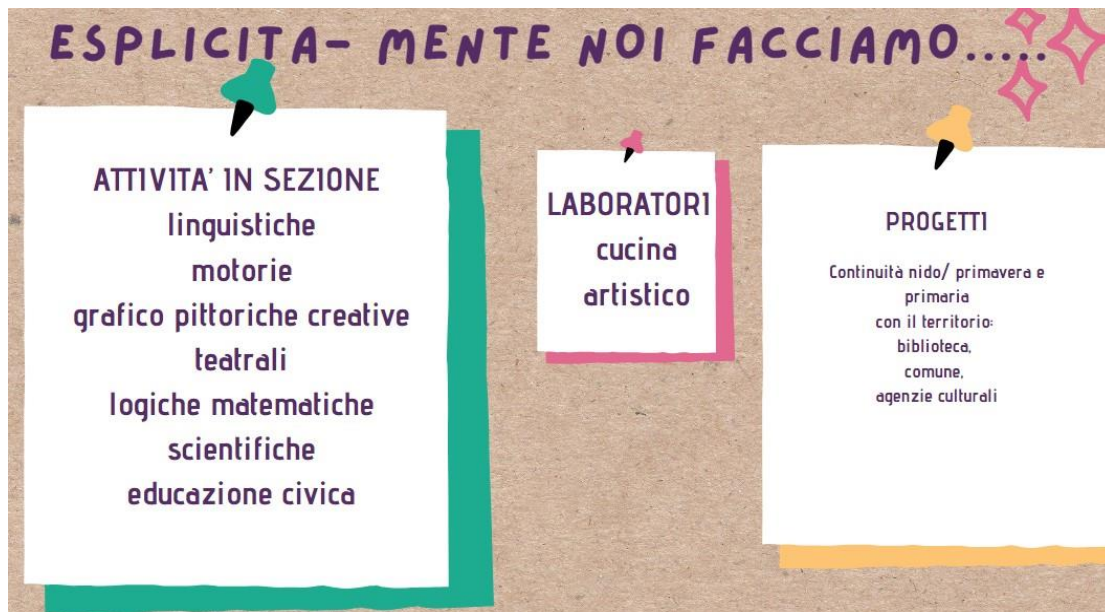 ESPLICITA- MENTE NOI FACCIAMO.....
ATTIVITA' IN SEZIONE
linguistiche
motorie
grafico pittoriche creative
teatrali
logiche matematiche
scientifiche
educazione civica
LABORATORI
cucina
artistico
PROGETTI
Continuità nido/ primavera e
primaria
con il territorio:
biblioteca,
comune,
agenzie culturali